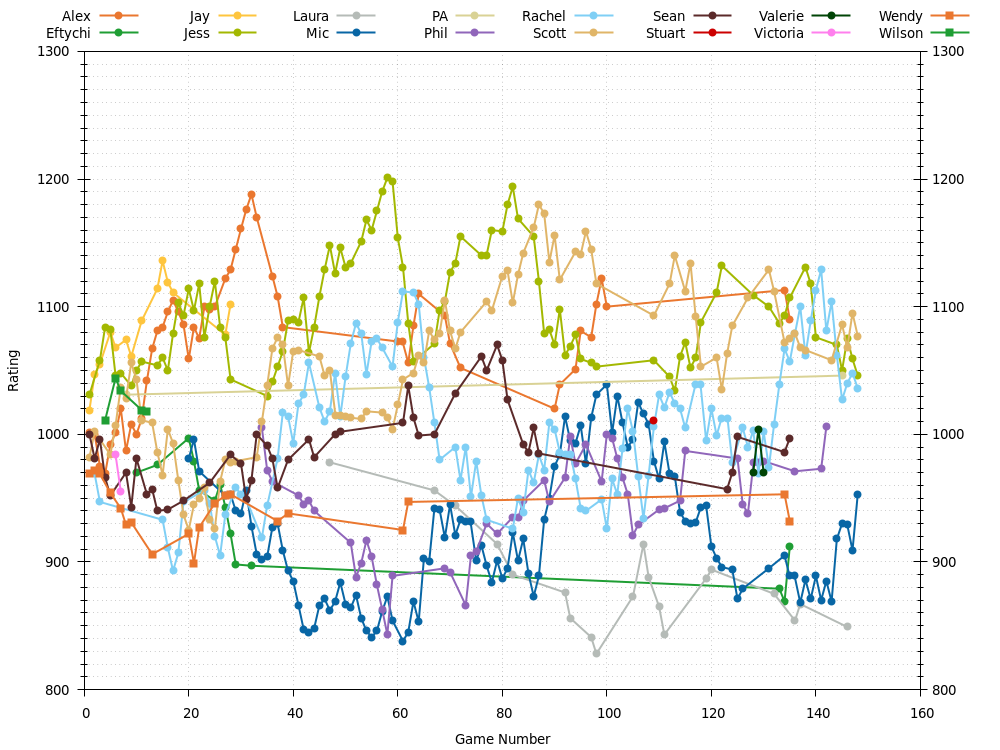 Alex Jay Laura PA Rachel Sean Valerie Wendy
Eftychi Jess Mic Phil Scott Stuart Victoria Wilson
1300 1300
1200 1200
1100 1100
1000 1000
900 900
800 800
Rating
0 20 40 60 80 100 120 140 160
Game Number